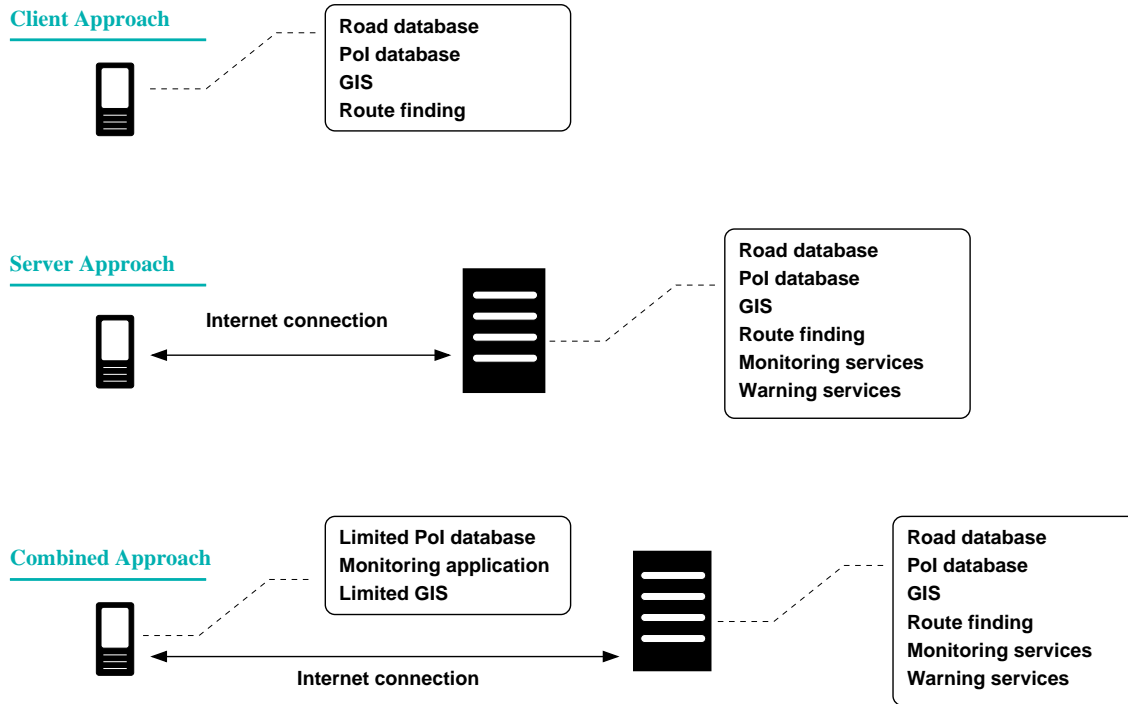 Client Approach
Road database
PoI database
GIS
Route finding
Server Approach
Internet connection
Road database
PoI database
GIS
Route finding
Monitoring services
Warning services
Combined Approach
Limited PoI database
Monitoring application
Limited GIS
Internet connection
Road database
PoI database
GIS
Route finding
Monitoring services
Warning services